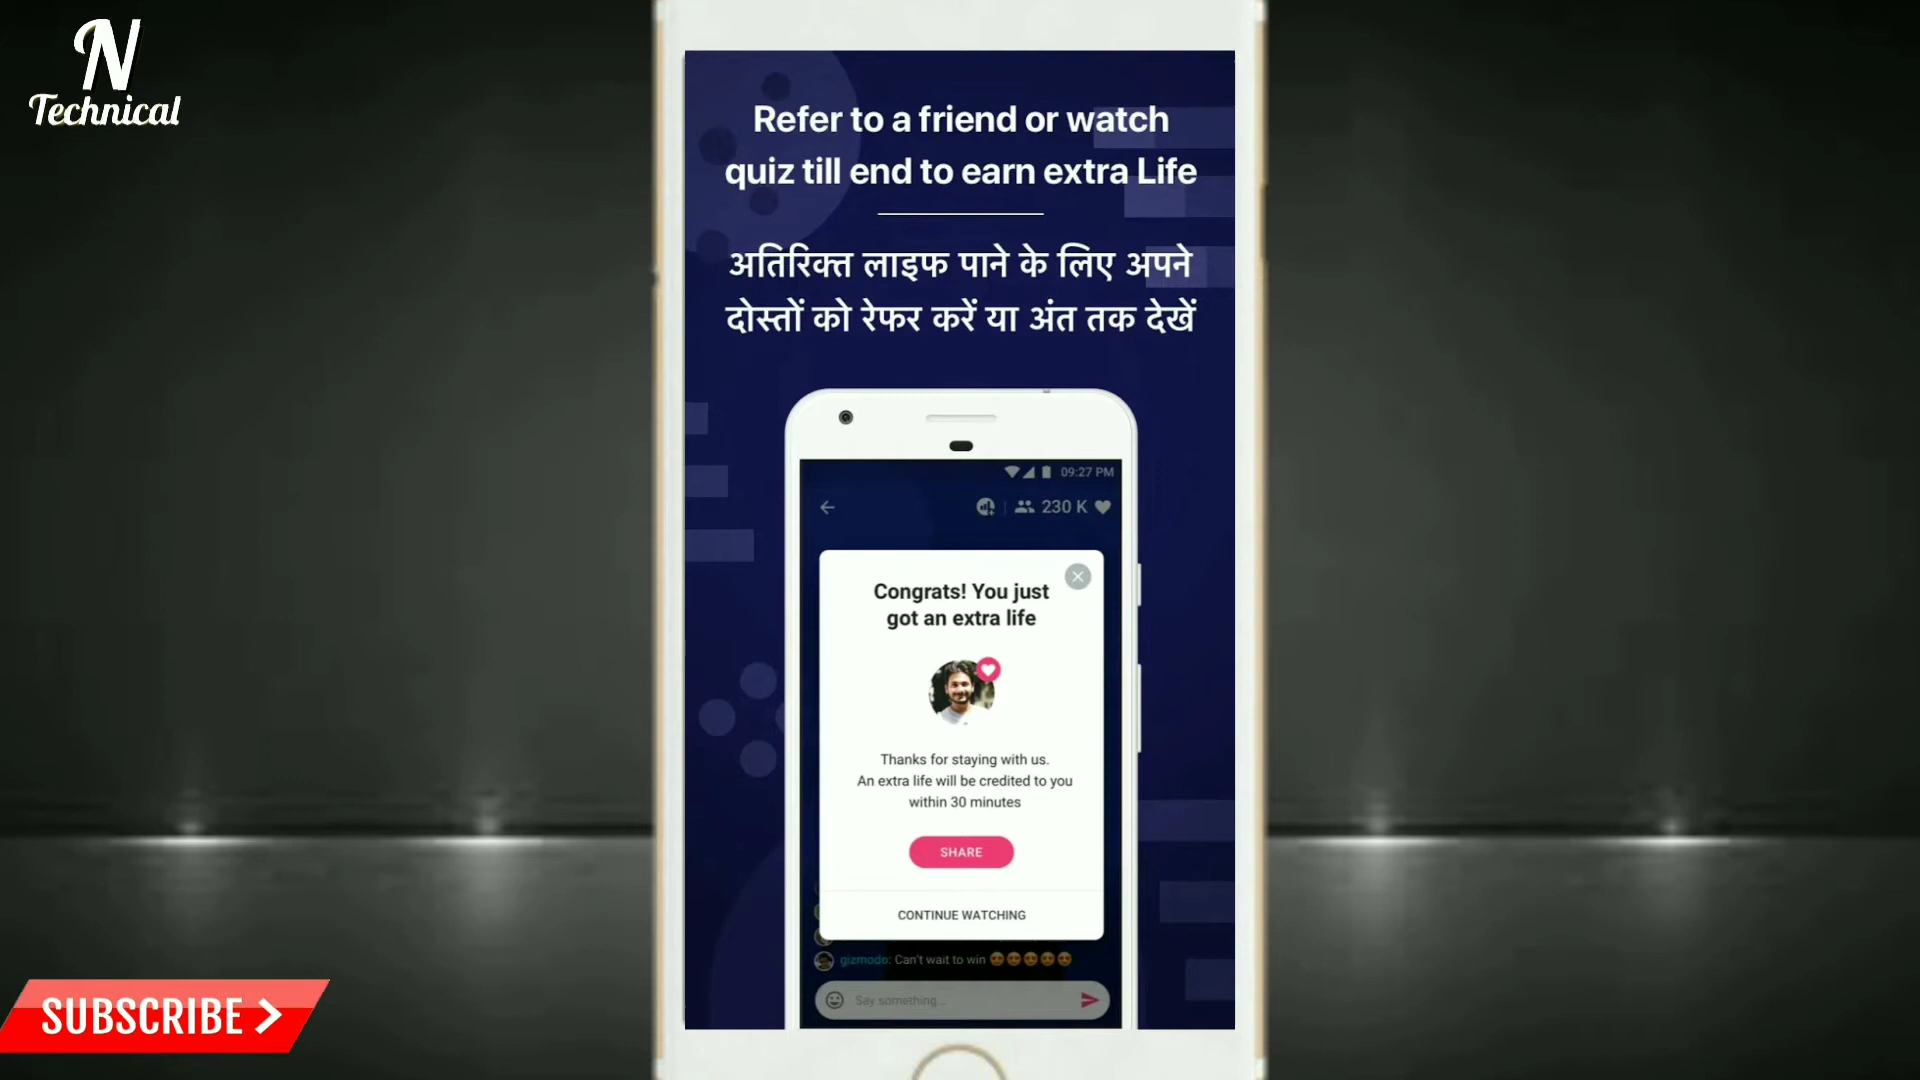 N
Technical
Refer to a friend or watch
quiz till end to earn extra Life
अतिरिक्त लाइफ पाने के लिए अपने
दोस्तों को रेफर करें या अंत तक देखें
09:27 PM
230 K
Congrats! You just
got an extra life
Thanks for staying with us.
An extra life will be credited to you
within 30 minutes
SHARE
CONTINUE WATCHING
gizmodo: Can't wait to win 😍😍😍😍😍
Say something...
SUBSCRIBE >